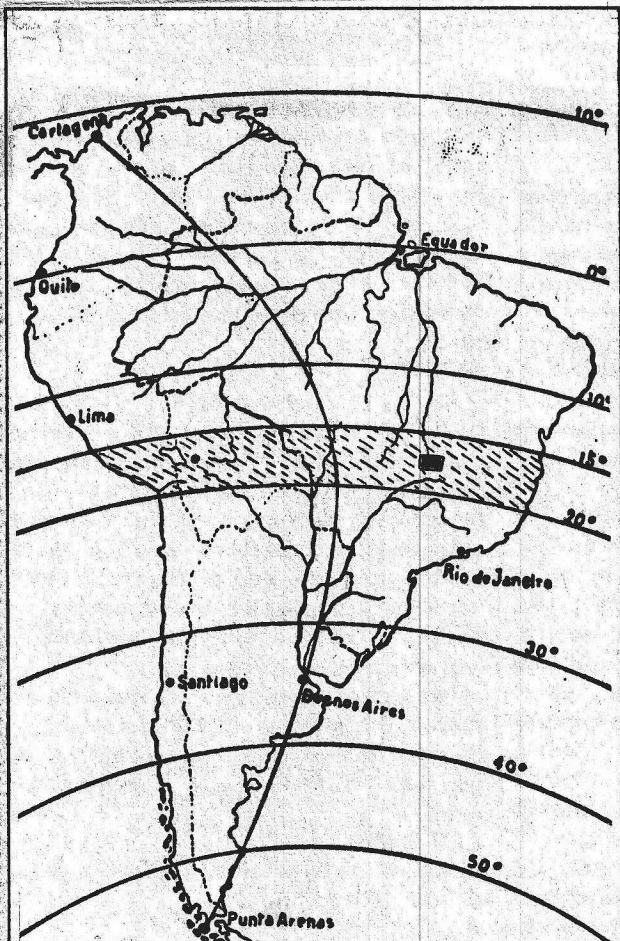 10°
Cartagena
Equador
0°
Quito
10°
Lima
15°
20°
Rio de Janeiro
30°
Santiago
Buenos Aires
40°
50°
Punta Arenas